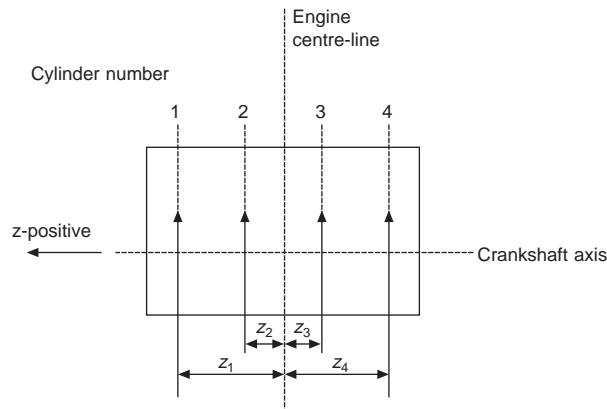 Engine
centre-line
Cylinder number
1 2 3 4
z-positive
Crankshaft axis
z2 z3
z1 z4